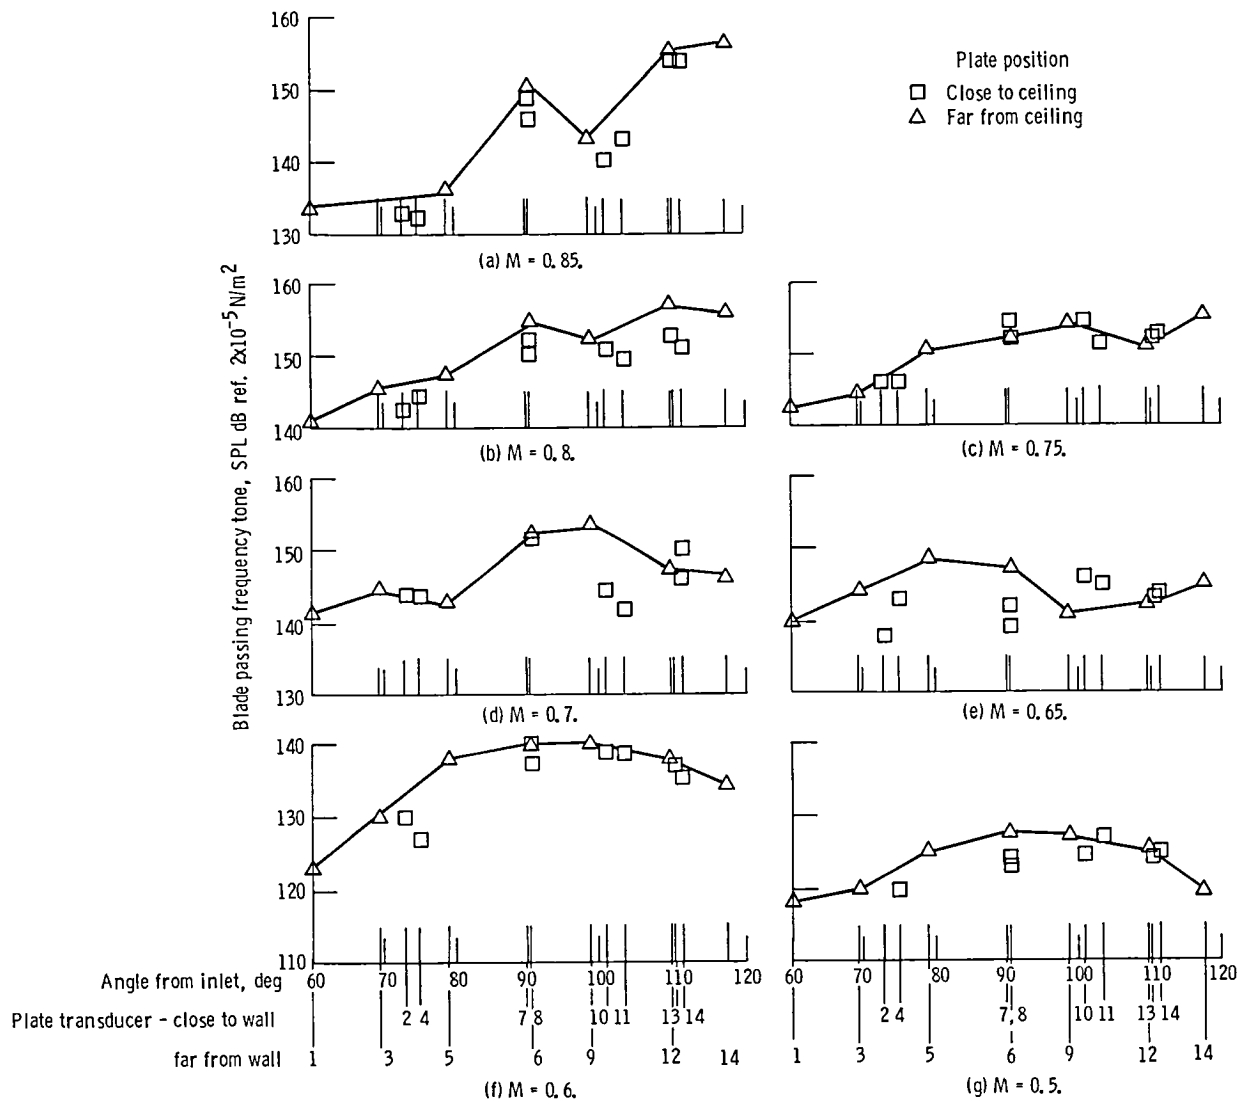 160
150
140
130
Plate position
Close to ceiling
Far from ceiling
(a) M = 0.85.
Blade passing frequency tone, SPL dB ref. 2x10⁻⁵ N/m²
160
150
140
(b) M = 0.8.
(c) M = 0.75.
160
150
140
130
(d) M = 0.7.
(e) M = 0.65.
140
130
120
110
Angle from inlet, deg 60 70 80 90 100 110 120 60 70 80 90 100 110 120
Plate transducer - close to wall 2 4 7 8 10 11 13 14 2 4 7, 8 10 11 13 14
far from wall 1 3 5 6 9 12 14 1 3 5 6 9 12 14
(f) M = 0.6.
(g) M = 0.5.